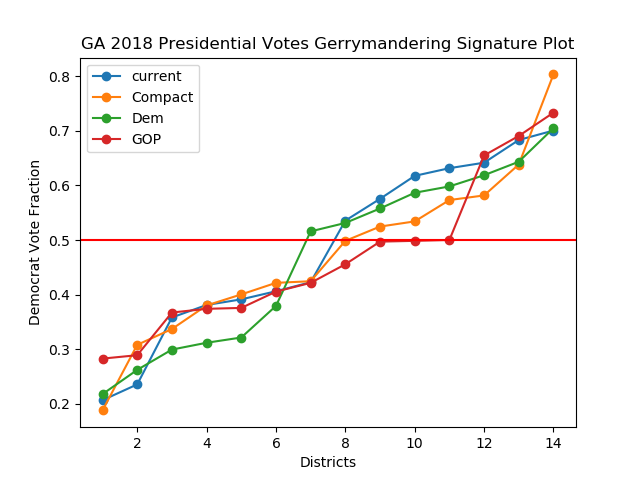 GA 2018 Presidential Votes Gerrymandering Signature Plot
current
Compact
Dem
GOP
Democrat Vote Fraction
0.8
0.7
0.6
0.5
0.4
0.3
0.2
2 4 6 8 10 12 14
Districts